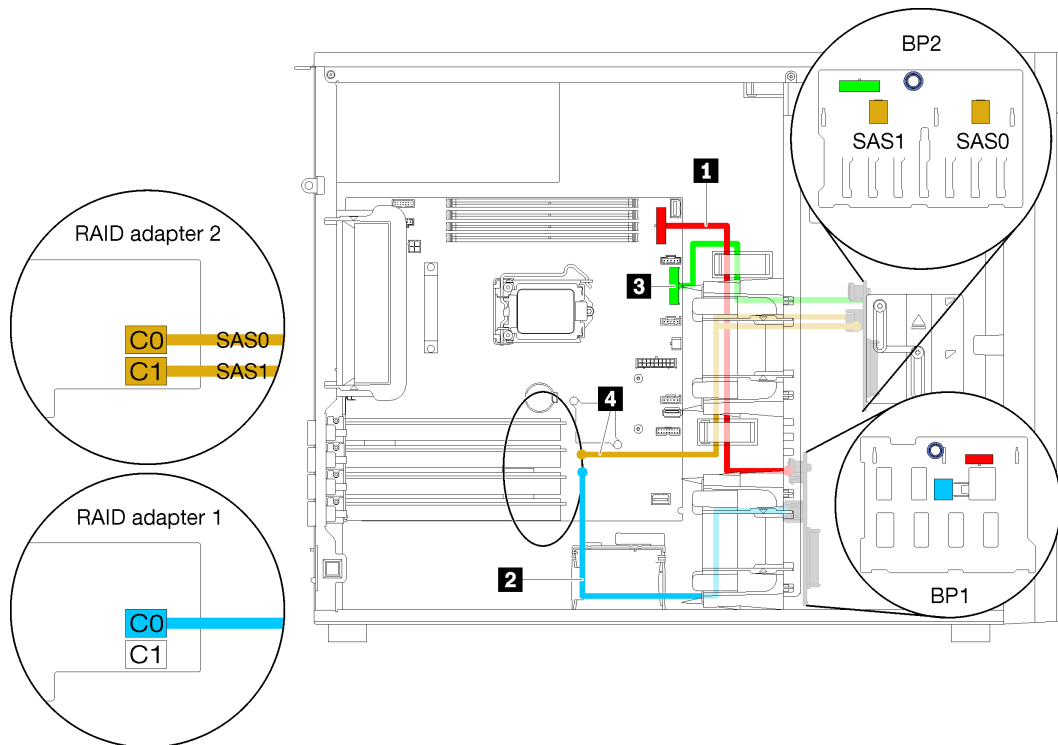 BP2
SAS1
SAS0
1
3
RAID adapter 2
C0
SAS0
C1
SAS1
4
RAID adapter 1
C0
C1
2
BP1